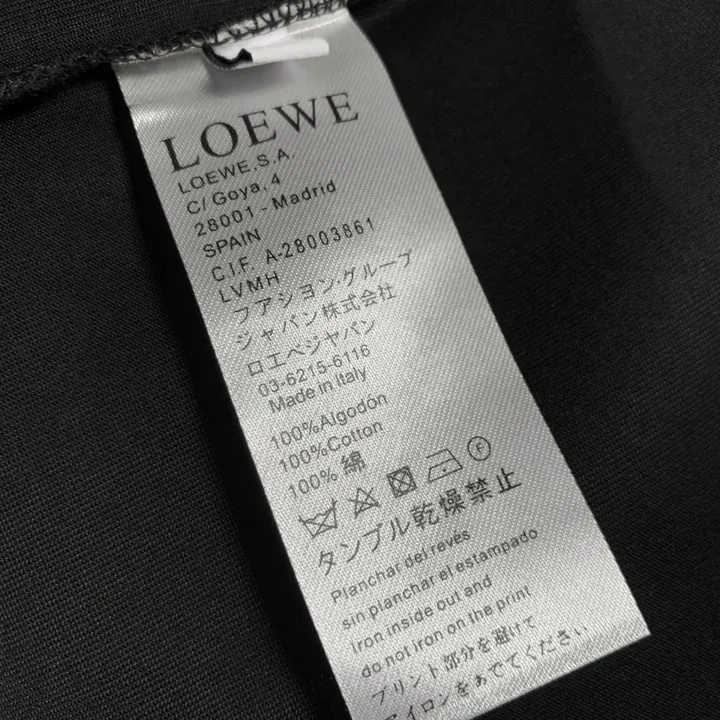 LOEWE
LOEWE, S.A.
C/ Goya, 4
28001 - Madrid
SPAIN
C.I.F. A-28003861
LVMH
フアシヨン·グループ
ジャパン株式会社
ロエベジヤパン
03-6215-6116
Made in Italy
100%Algodón
100%Cotton
100% 綿
F
タンブル乾燥禁止
Planchar del revés
sin planchar el estampado
Iron inside out and
do not iron on the print
プリント部分を避けて
アイロンをあでてください